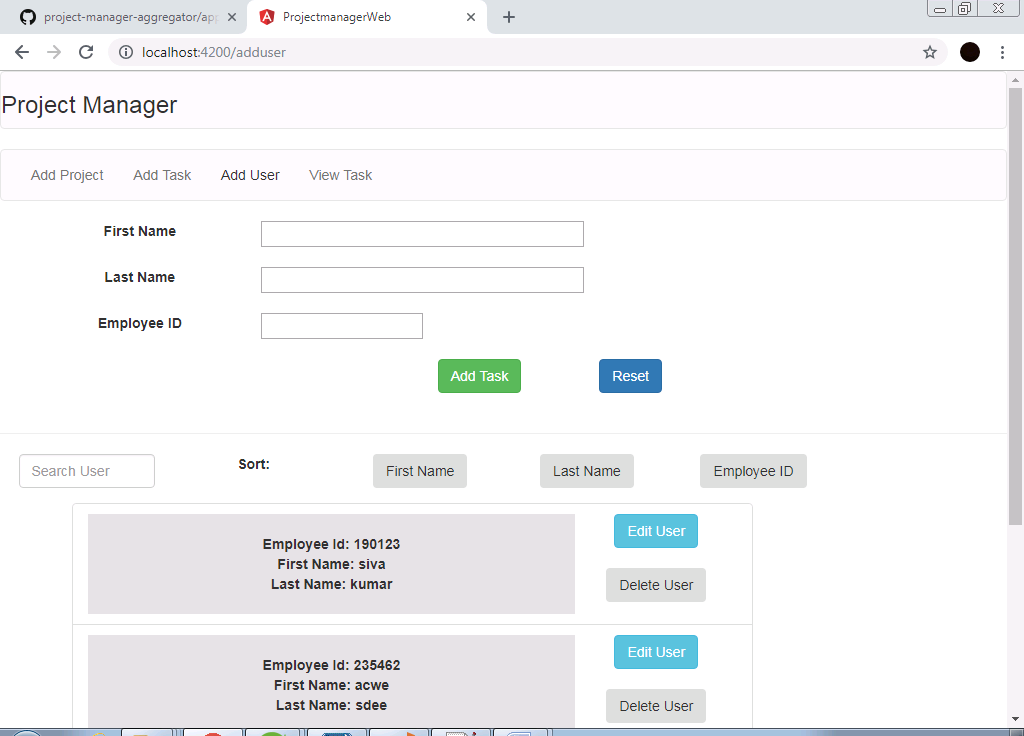 project-manager-aggregator/app
ProjectmanagerWeb
localhost:4200/adduser
Project Manager
Add Project Add Task Add User View Task
First Name
Last Name
Employee ID
Add Task Reset
Search User Sort: First Name Last Name Employee ID
Employee Id: 190123
First Name: siva
Last Name: kumar
Edit User
Delete User
Employee Id: 235462
First Name: acwe
Last Name: sdee
Edit User
Delete User